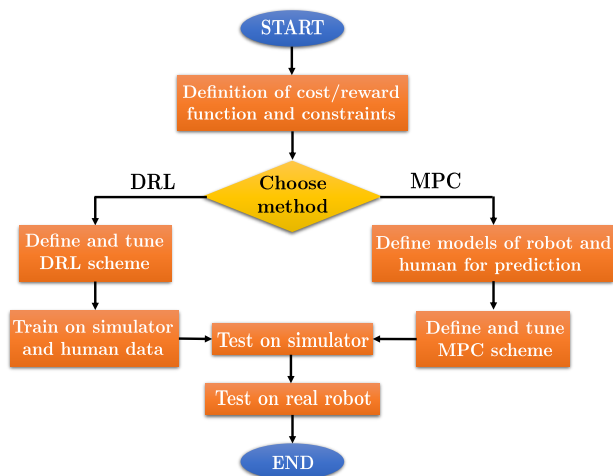 START
Definition of cost/reward
function and constraints
DRL
Choose
method
MPC
Define and tune
DRL scheme
Define models of robot and
human for prediction
Train on simulator
and human data
Test on simulator
Define and tune
MPC scheme
Test on real robot
END